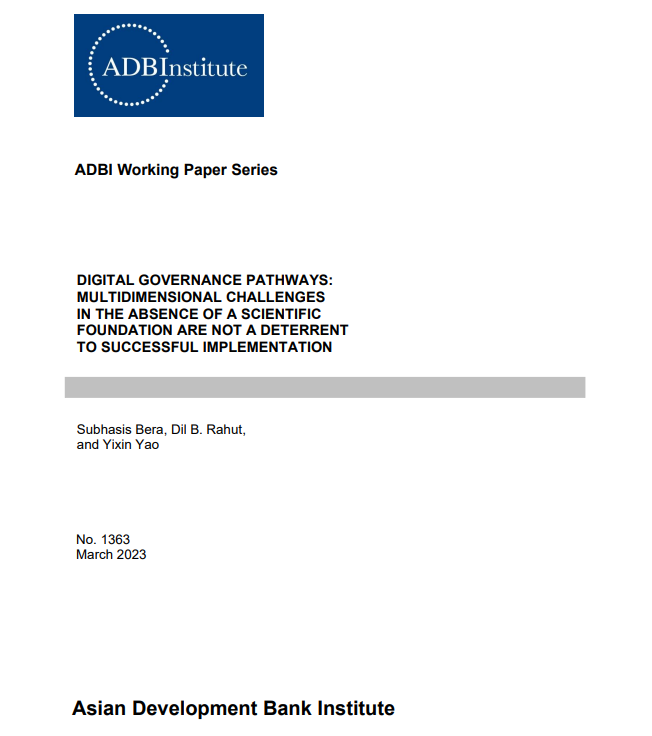 ADBInstitute
ADBI Working Paper Series
DIGITAL GOVERNANCE PATHWAYS:
MULTIDIMENSIONAL CHALLENGES
IN THE ABSENCE OF A SCIENTIFIC
FOUNDATION ARE NOT A DETERRENT
TO SUCCESSFUL IMPLEMENTATION
Subhasis Bera, Dil B. Rahut,
and Yixin Yao
No. 1363
March 2023
Asian Development Bank Institute